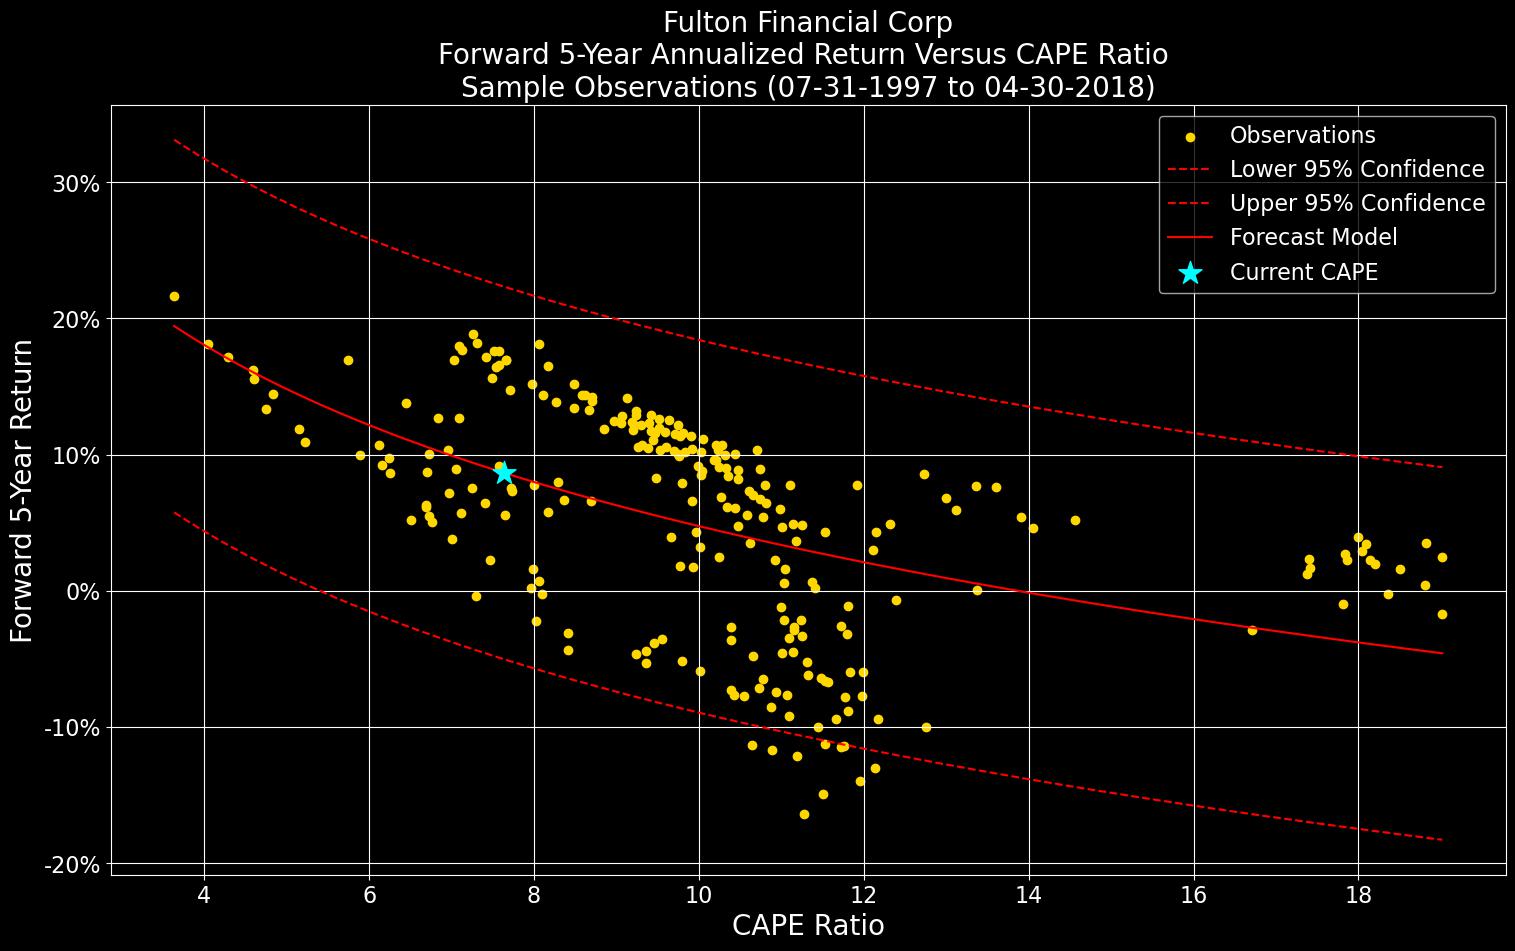 Fulton Financial Corp
Forward 5-Year Annualized Return Versus CAPE Ratio
Sample Observations (07-31-1997 to 04-30-2018)
Observations
Lower 95% Confidence
Upper 95% Confidence
Forecast Model
Current CAPE
Forward 5-Year Return
30%
20%
10%
0%
-10%
-20%
4 6 8 10 12 14 16 18
CAPE Ratio